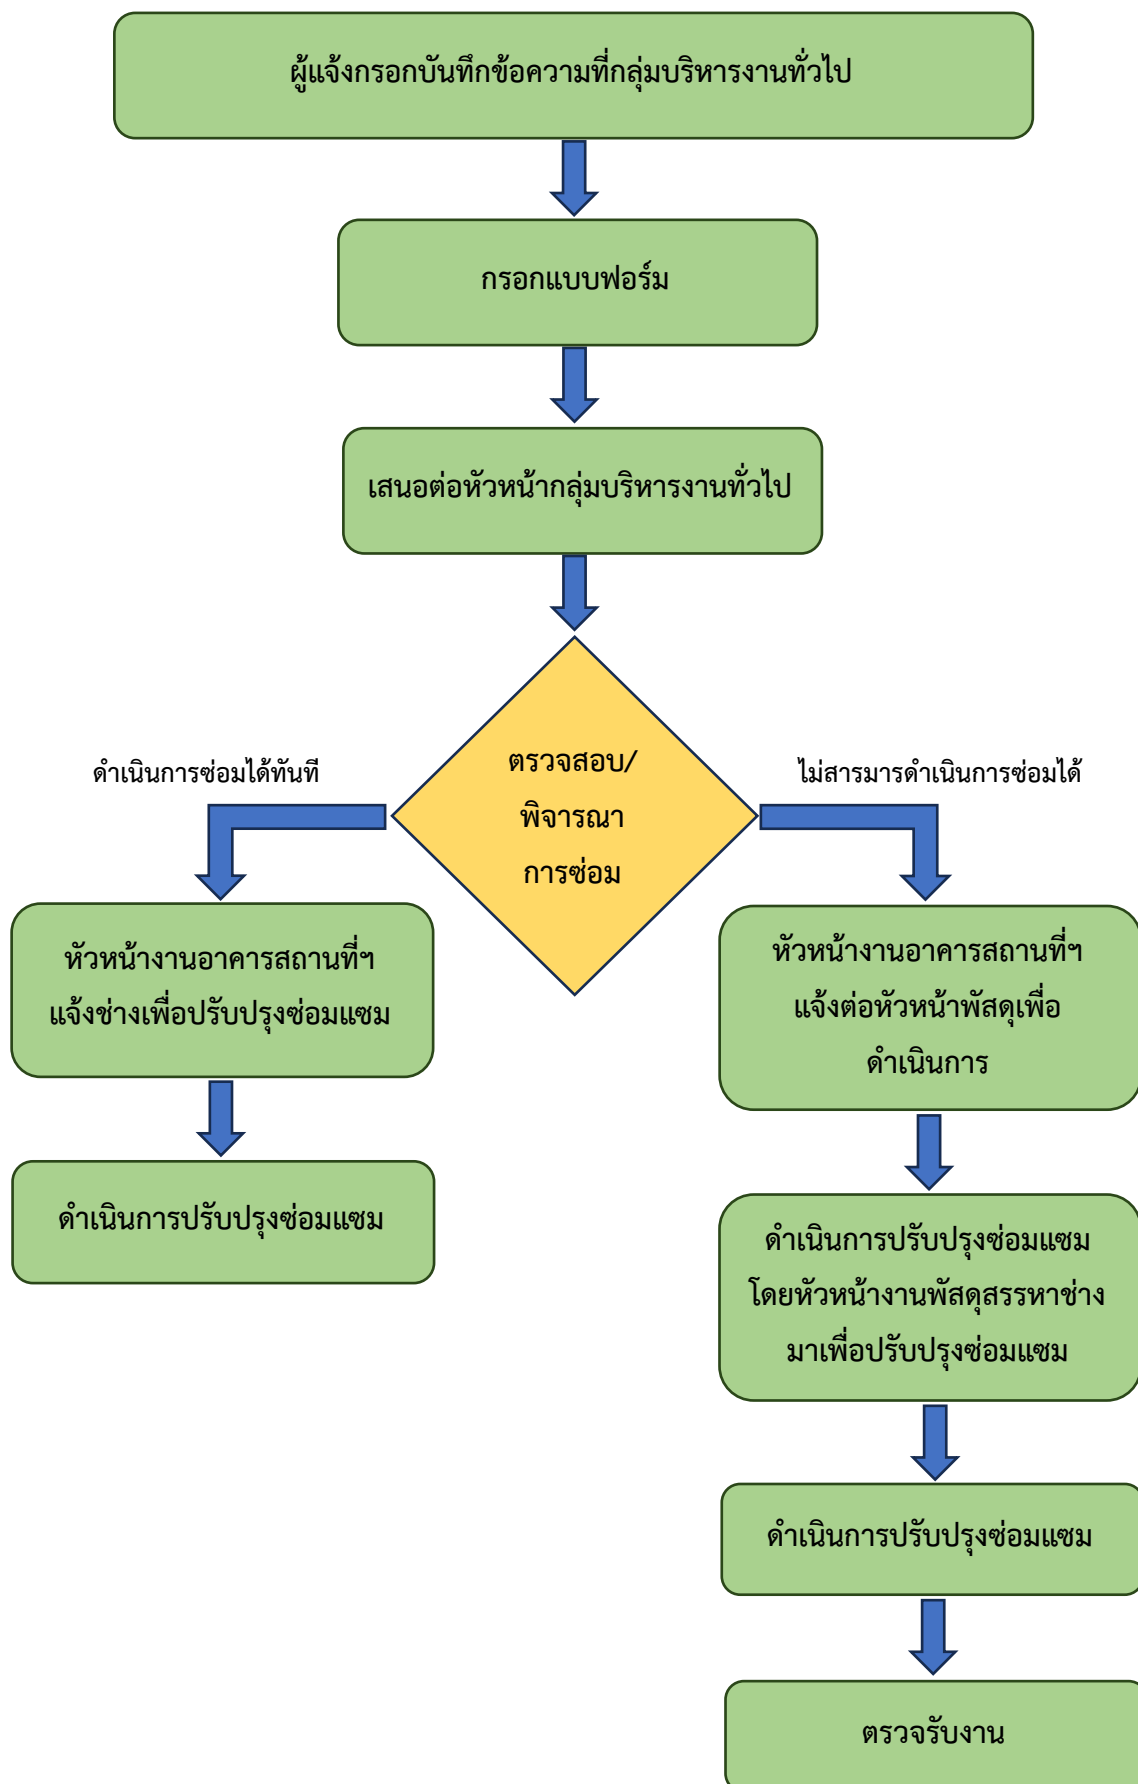 ผู้แจ้งกรอกบันทึกข้อความที่กลุ่มบริหารงานทั่วไป
กรอกแบบฟอร์ม
เสนอต่อหัวหน้ากลุ่มบริหารงานทั่วไป
ตรวจสอบ/
พิจารณา
การซ่อม
ดำเนินการซ่อมได้ทันที
ไม่สารมารดำเนินการซ่อมได้
หัวหน้างานอาคารสถานที่ฯ
แจ้งช่างเพื่อปรับปรุงซ่อมแซม
ดำเนินการปรับปรุงซ่อมแซม
หัวหน้างานอาคารสถานที่ฯ
แจ้งต่อหัวหน้าพัสดุเพื่อ
ดำเนินการ
ดำเนินการปรับปรุงซ่อมแซม
โดยหัวหน้างานพัสดุสรรหาช่าง
มาเพื่อปรับปรุงซ่อมแซม
ดำเนินการปรับปรุงซ่อมแซม
ตรวจรับงาน